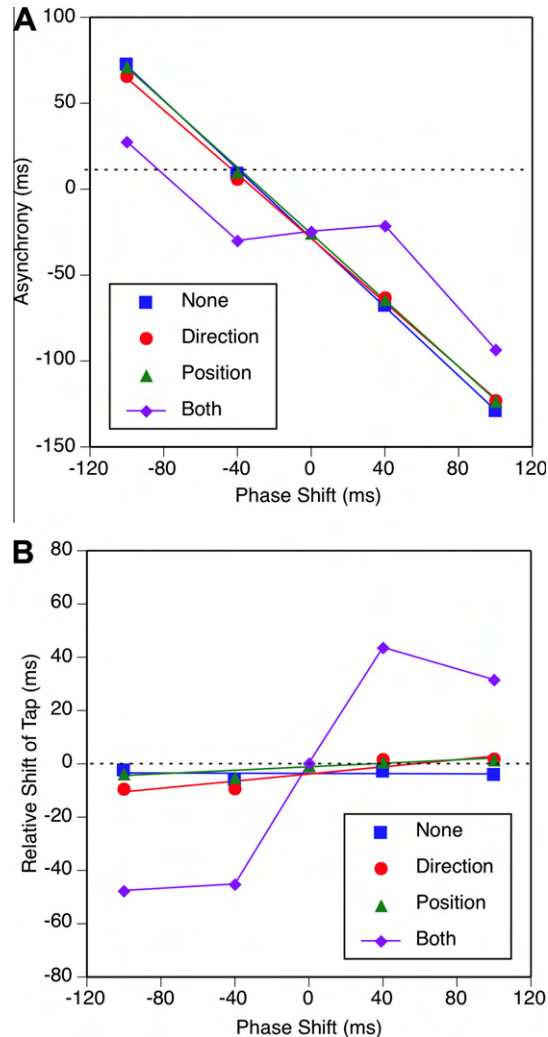 A
100
50
0
-50
-100
-150
Asynchrony (ms)
None
Direction
Position
Both
-120 -80 -40 0 40 80 120
Phase Shift (ms)
B
80
60
40
20
0
-20
-40
-60
-80
Relative Shift of Tap (ms)
None
Direction
Position
Both
-120 -80 -40 0 40 80 120
Phase Shift (ms)